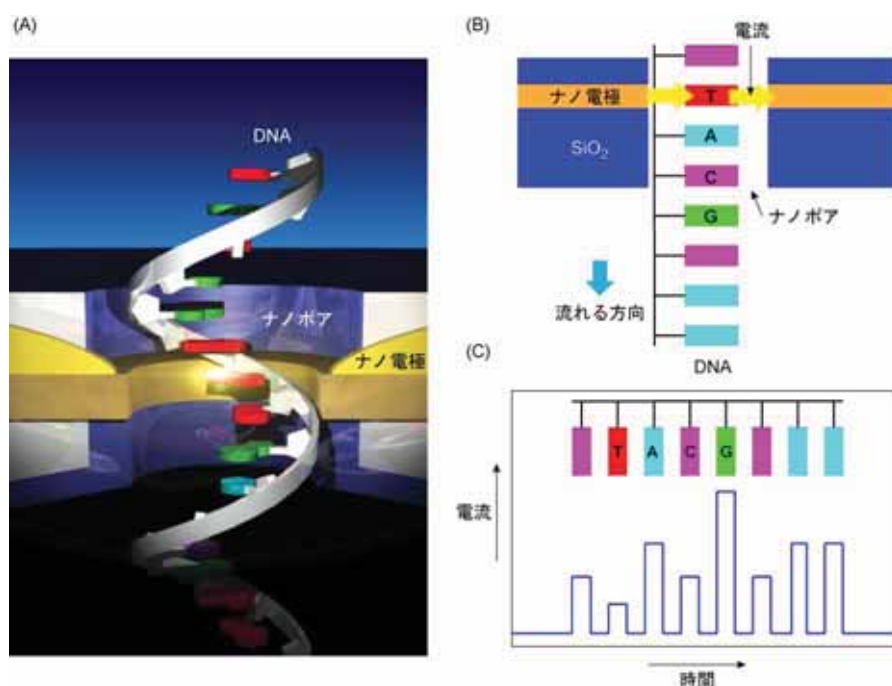 (A)
DNA
ナノポア
ナノ電極
(B)
電流
ナノ電極
T
SiO₂
A
C
ナノポア
G
流れる方向
DNA
(C)
T A C G
電流
時間